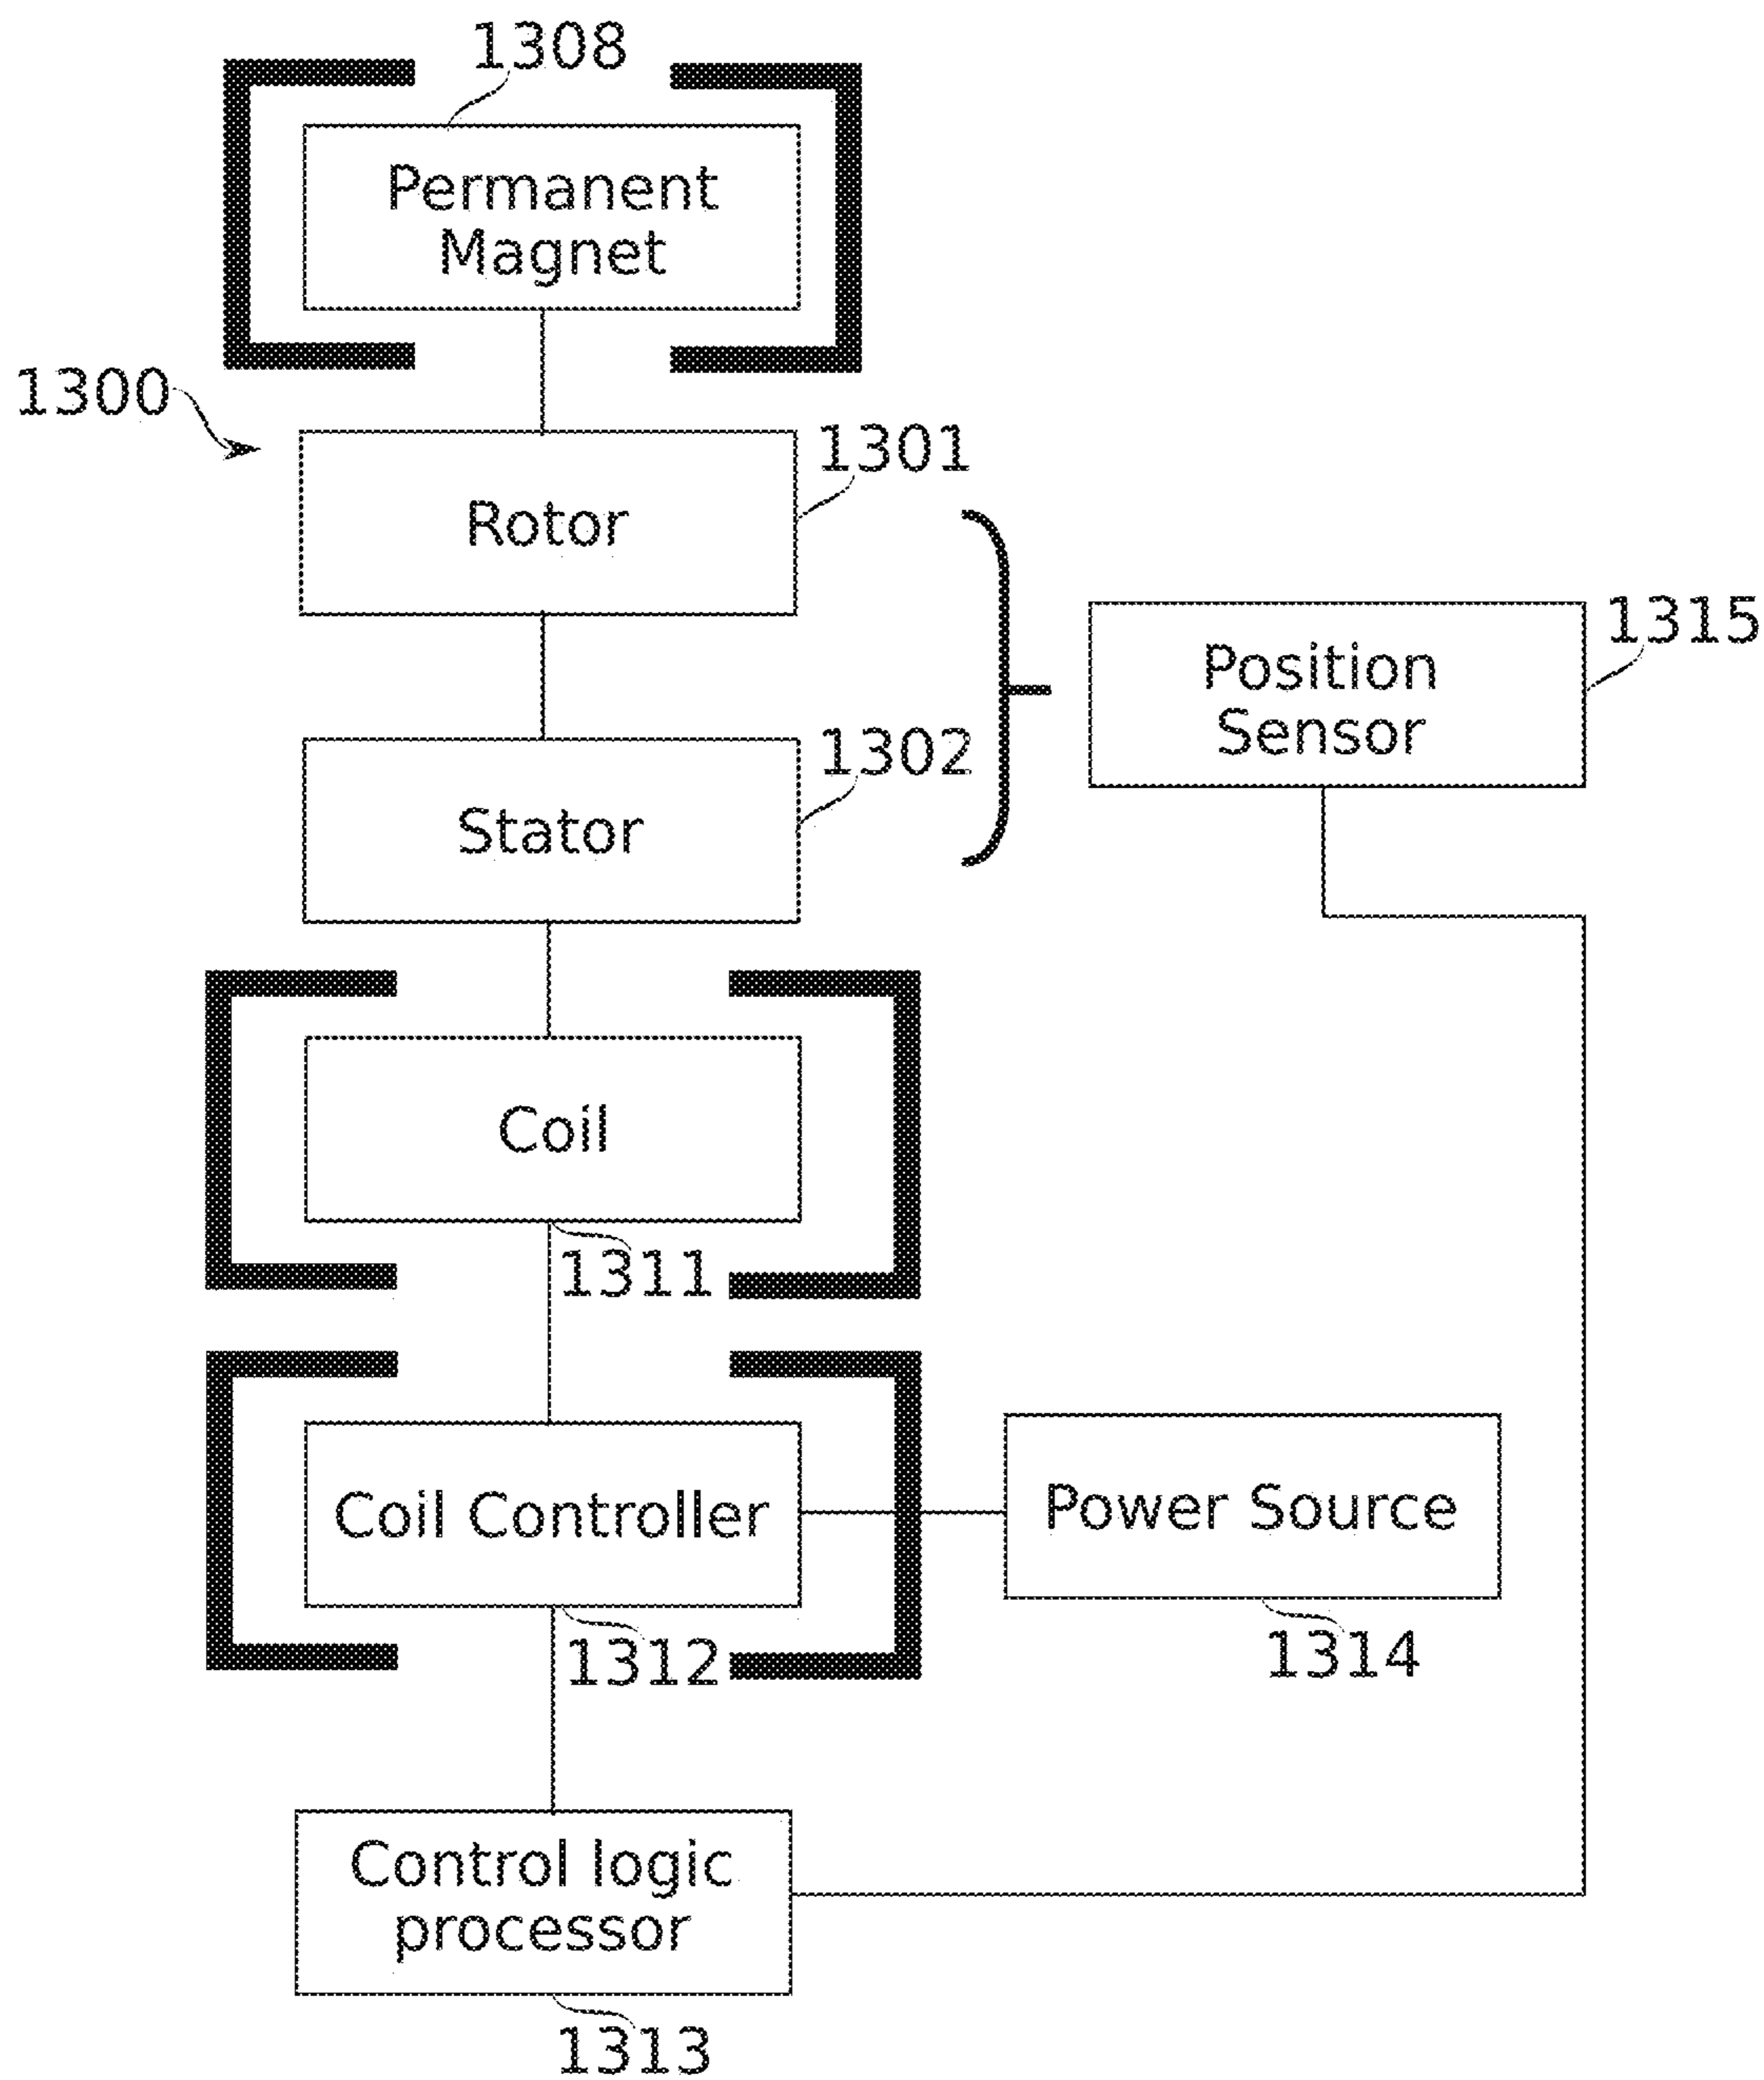 1308
Permanent
Magnet
1300
1301
Rotor
1315
Position
Sensor
1302
Stator
Coil
1311
Coil Controller
Power Source
1312
1314
Control logic
processor
1313